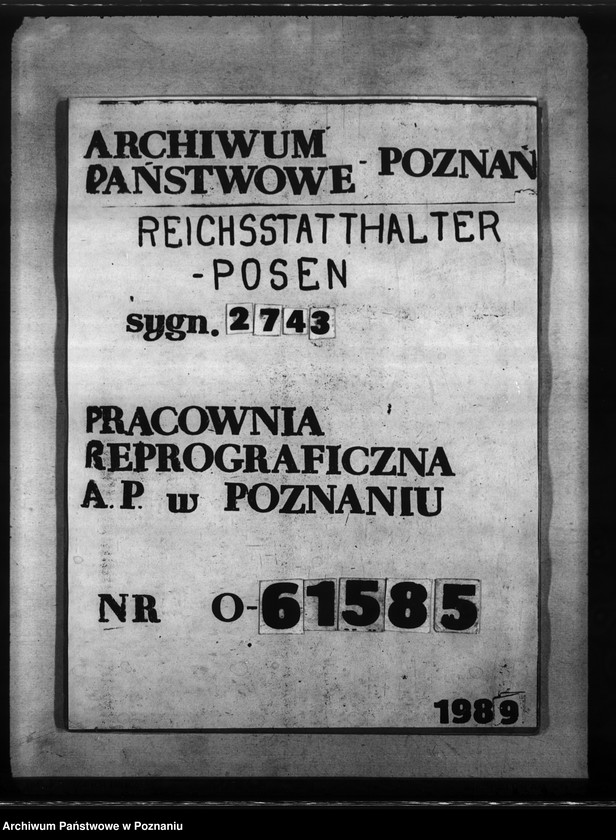 ARCHIWUM
PAŃSTWOWE - POZNAŃ
REICHSSTATTHALTER
-POSEN
sygn. 2743
PRACOWNIA
REPROGRAFICZNA
A.P. w POZNANIU
NR O-61585
1989
Archiwum Państwowe w Poznaniu